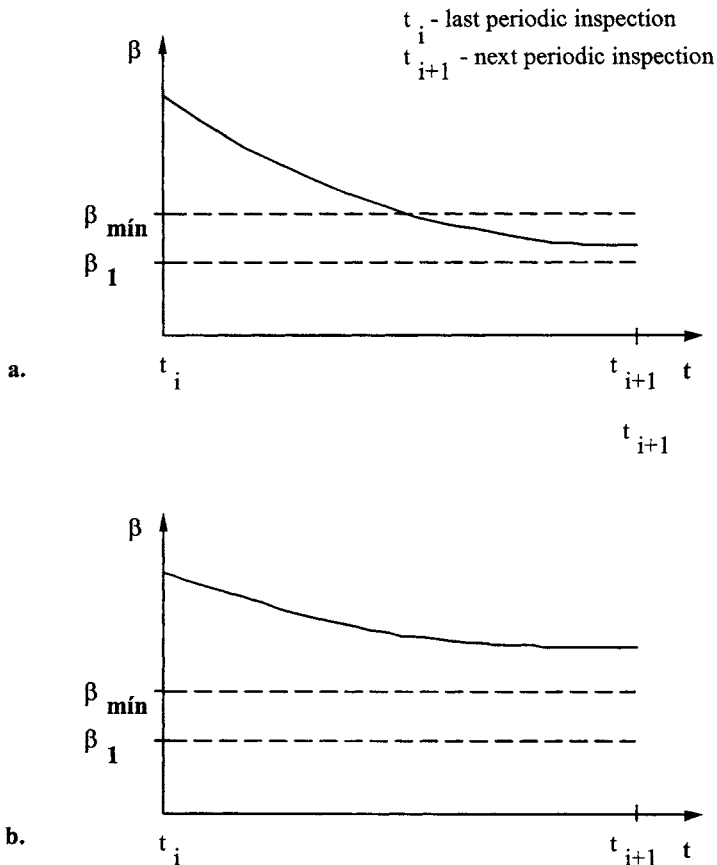 t i - last periodic inspection
t i+1 - next periodic inspection
β
β mín
β 1
t i
t i+1 t
a.
t i+1
β
β mín
β 1
b.
t i
t i+1 t